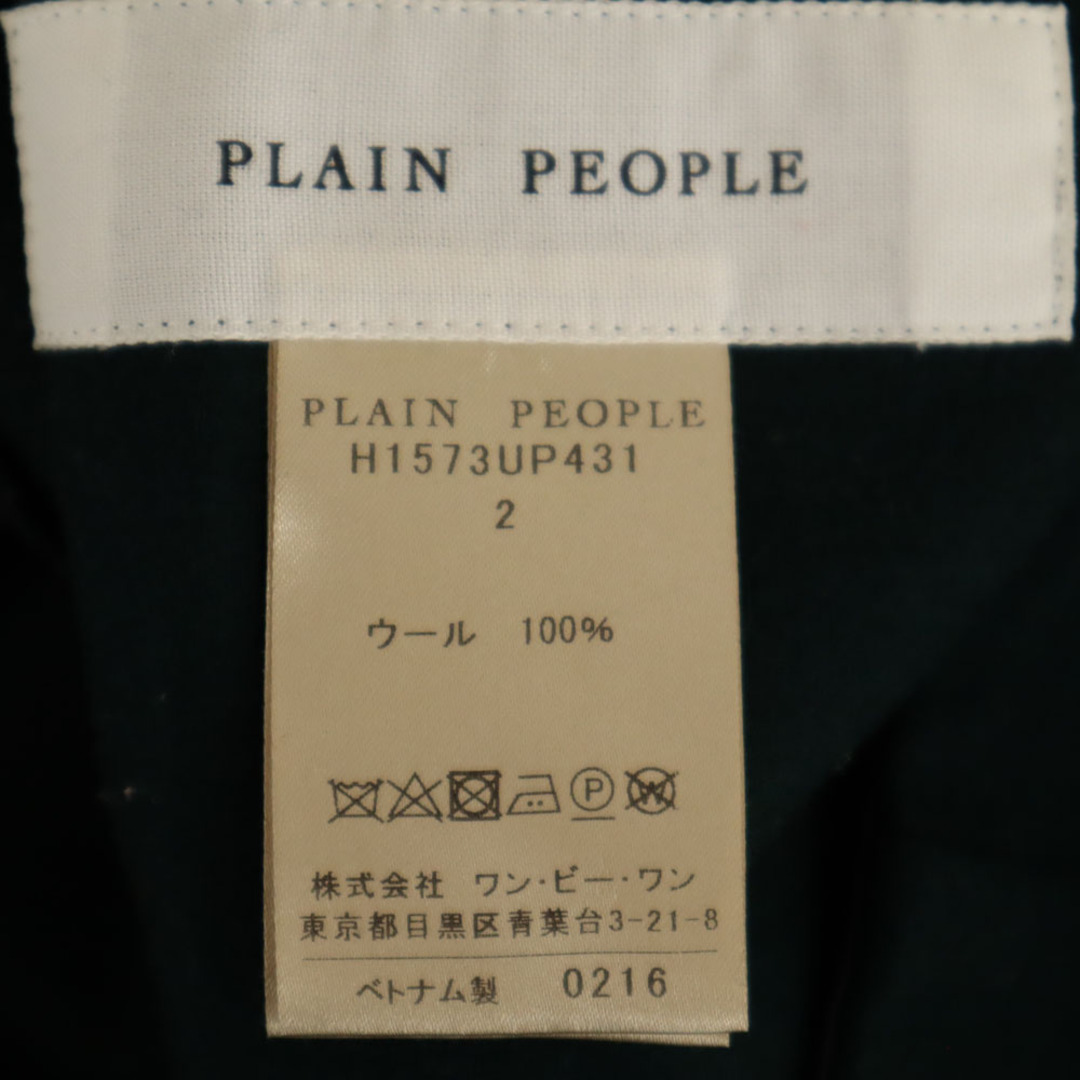 PLAIN PEOPLE
PLAIN PEOPLE
H1573UP431
2
ウール 100%
P W
株式会社 ワン・ビー・ワン
東京都目黒区青葉台3-21-8
ベトナム製 0216